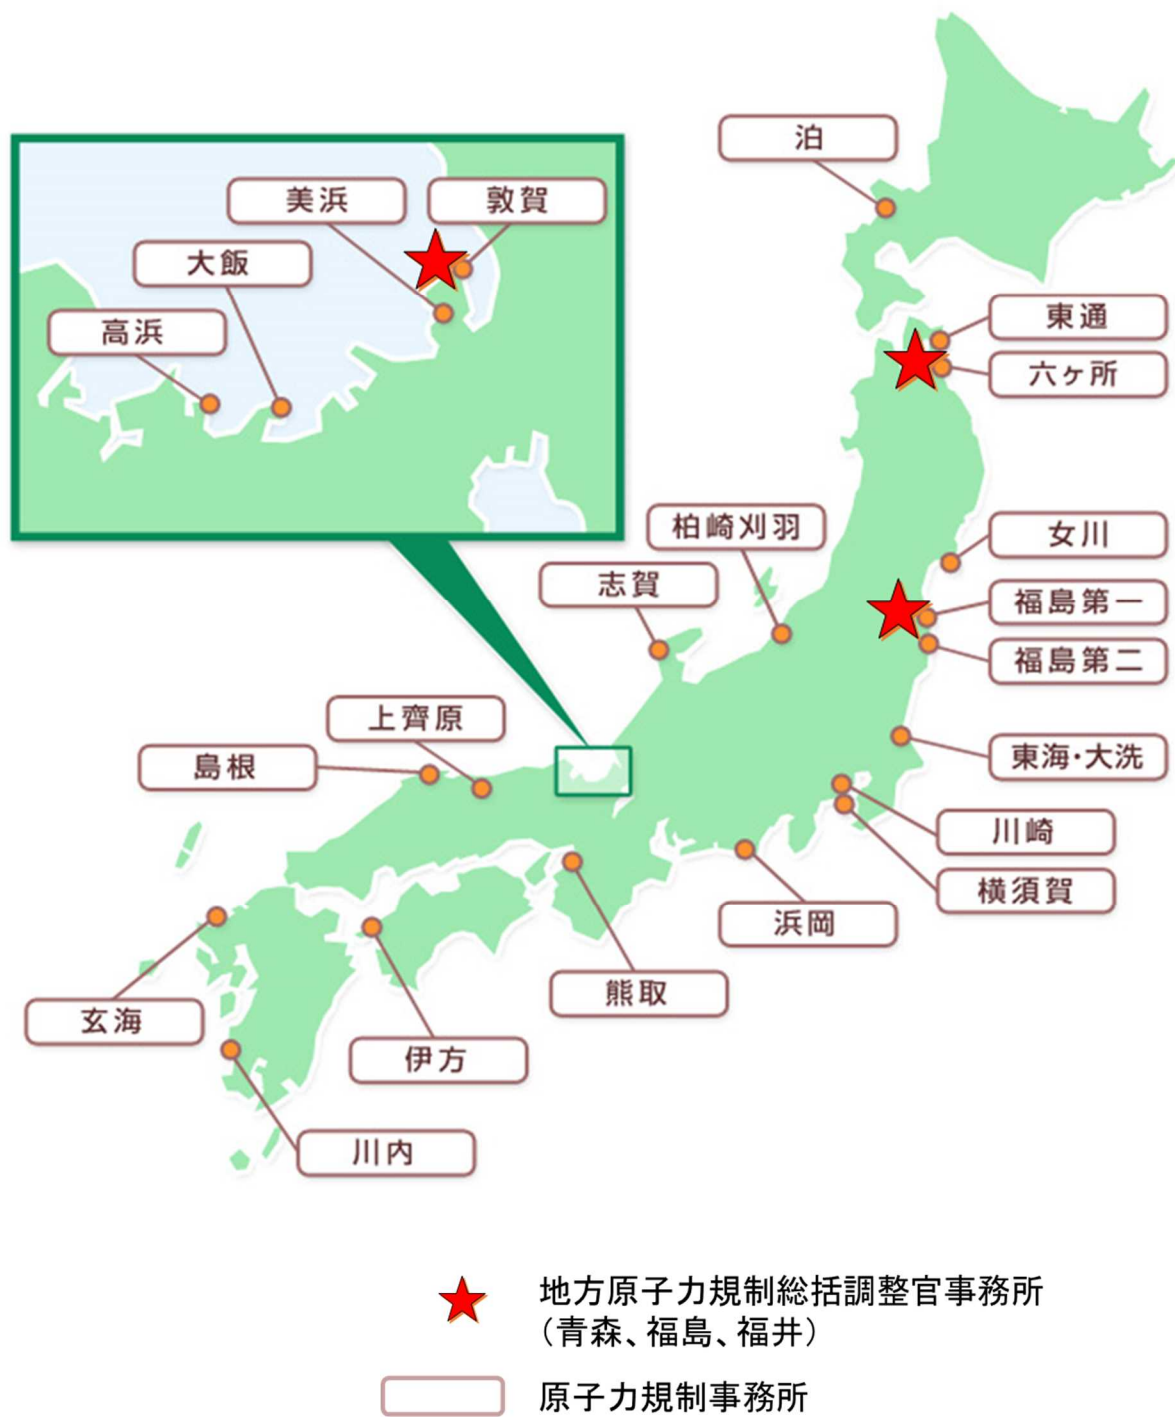 泊
美浜
敦賀
大飯
高浜
東通
六ヶ所
柏崎刈羽
女川
志賀
福島第一
福島第二
上齊原
島根
東海・大洗
川崎
横須賀
浜岡
熊取
玄海
伊方
川内
地方原子力規制総括調整官事務所
（青森、福島、福井）
原子力規制事務所